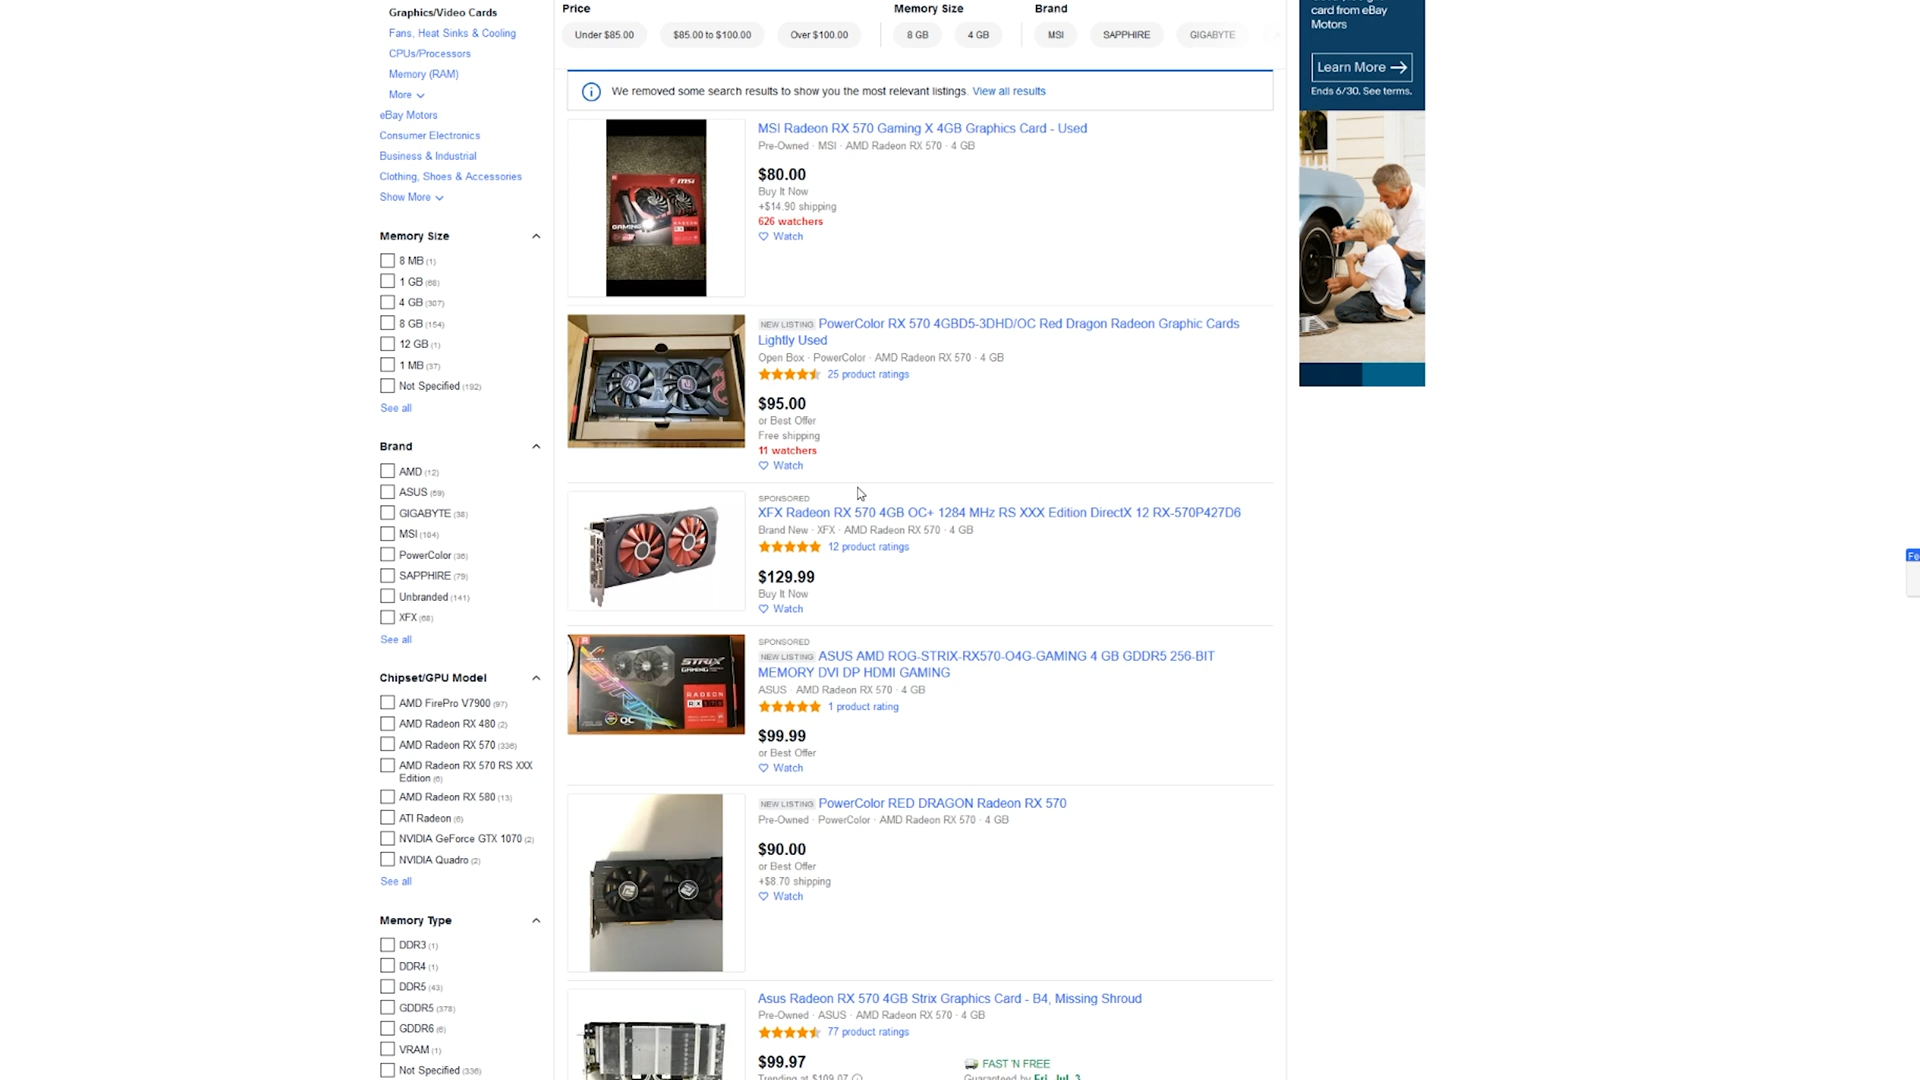 Graphics/Video Cards
Fans, Heat Sinks & Cooling
CPUs/Processors
Memory (RAM)
More
eBay Motors
Consumer Electronics
Business & Industrial
Clothing, Shoes & Accessories
Show More
Memory Size
8 MB (1)
1 GB (68)
4 GB (307)
8 GB (154)
12 GB (1)
1 MB (37)
Not Specified (192)
See all
Brand
AMD (12)
ASUS (69)
GIGABYTE (38)
MSI (104)
PowerColor (36)
SAPPHIRE (79)
Unbranded (141)
XFX (68)
See all
Chipset/GPU Model
AMD FirePro V7900 (97)
AMD Radeon RX 480 (2)
AMD Radeon RX 570 (336)
AMD Radeon RX 570 RS XXX
Edition (6)
AMD Radeon RX 580 (13)
ATI Radeon (6)
NVIDIA GeForce GTX 1070 (2)
NVIDIA Quadro (2)
See all
Memory Type
DDR3 (1)
DDR4 (1)
DDR5 (43)
GDDR5 (378)
GDDR6 (6)
VRAM (1)
Not Specified (336)
Price
Under $85.00
$85.00 to $100.00
Over $100.00
Memory Size
8 GB
4 GB
Brand
MSI
SAPPHIRE
GIGABYTE
We removed some search results to show you the most relevant listings. View all results
MSI Radeon RX 570 Gaming X 4GB Graphics Card - Used
Pre-Owned · MSI · AMD Radeon RX 570 · 4 GB
$80.00
Buy It Now
+$14.90 shipping
626 watchers
Watch
msi
GAMING
NEW LISTING PowerColor RX 570 4GBD5-3DHD/OC Red Dragon Radeon Graphic Cards
Lightly Used
Open Box · PowerColor · AMD Radeon RX 570 · 4 GB
25 product ratings
$95.00
or Best Offer
Free shipping
11 watchers
Watch
SPONSORED
XFX Radeon RX 570 4GB OC+ 1284 MHz RS XXX Edition DirectX 12 RX-570P427D6
Brand New · XFX · AMD Radeon RX 570 · 4 GB
12 product ratings
$129.99
Buy It Now
Watch
SPONSORED
NEW LISTING ASUS AMD ROG-STRIX-RX570-O4G-GAMING 4 GB GDDR5 256-BIT
MEMORY DVI DP HDMI GAMING
ASUS · AMD Radeon RX 570 · 4 GB
1 product rating
$99.99
or Best Offer
Watch
STRIX
GAMING
RADEON
OC
NEW LISTING PowerColor RED DRAGON Radeon RX 570
Pre-Owned · PowerColor · AMD Radeon RX 570 · 4 GB
$90.00
or Best Offer
+$8.70 shipping
Watch
Asus Radeon RX 570 4GB Strix Graphics Card - B4, Missing Shroud
Pre-Owned · ASUS · AMD Radeon RX 570 · 4 GB
77 product ratings
$99.97
Trending at $109.07
FAST 'N FREE
Guaranteed by Fri, Jul. 3
card from eBay
Motors
Learn More
Ends 6/30. See terms.
Fe